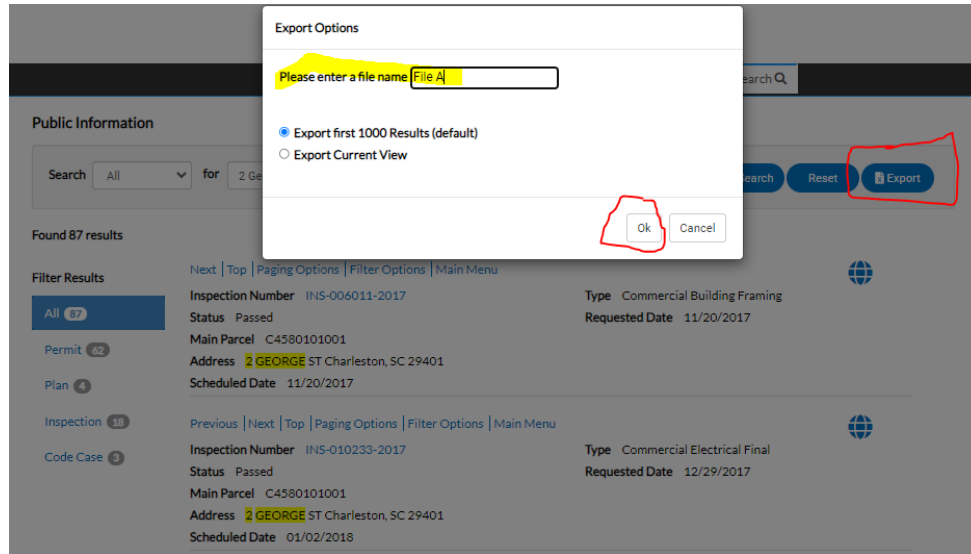 Export Options
Please enter a file name File A
earch
Public Information
Export first 1000 Results (default)
Export Current View
Search All for 2 Ge
earch Reset Export
Ok Cancel
Found 87 results
Filter Results
All 87
Permit 62
Plan 4
Inspection 18
Code Case 3
Next | Top | Paging Options | Filter Options | Main Menu
Inspection Number INS-006011-2017 Type Commercial Building Framing
Status Passed Requested Date 11/20/2017
Main Parcel C4580101001
Address 2 GEORGE ST Charleston, SC 29401
Scheduled Date 11/20/2017
Previous | Next | Top | Paging Options | Filter Options | Main Menu
Inspection Number INS-010233-2017 Type Commercial Electrical Final
Status Passed Requested Date 12/29/2017
Main Parcel C4580101001
Address 2 GEORGE ST Charleston, SC 29401
Scheduled Date 01/02/2018